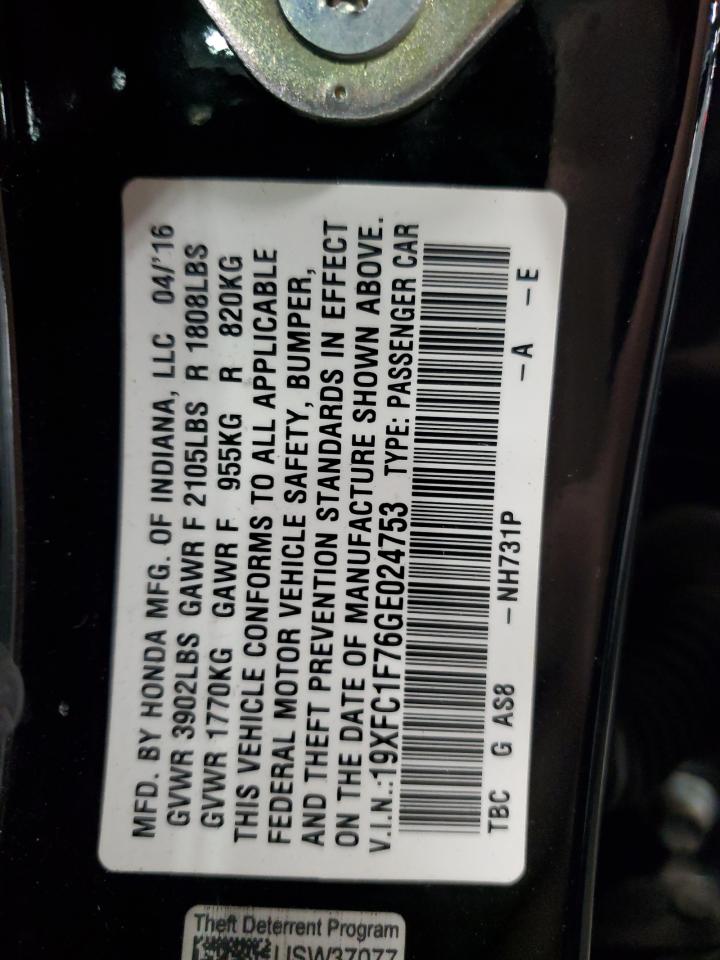 MFD. BY HONDA MFG. OF INDIANA, LLC 04/'16
GVWR 3902LBS GAWR F 2105LBS R 1808LBS
GVWR 1770KG GAWR F 955KG R 820KG
THIS VEHICLE CONFORMS TO ALL APPLICABLE
FEDERAL MOTOR VEHICLE SAFETY, BUMPER,
AND THEFT PREVENTION STANDARDS IN EFFECT
ON THE DATE OF MANUFACTURE SHOWN ABOVE.
V.I.N.:19XFC1F76GE024753 TYPE: PASSENGER CAR
TBC G AS8 -NH731P -A -E
Theft Deterrent Program
USW37077